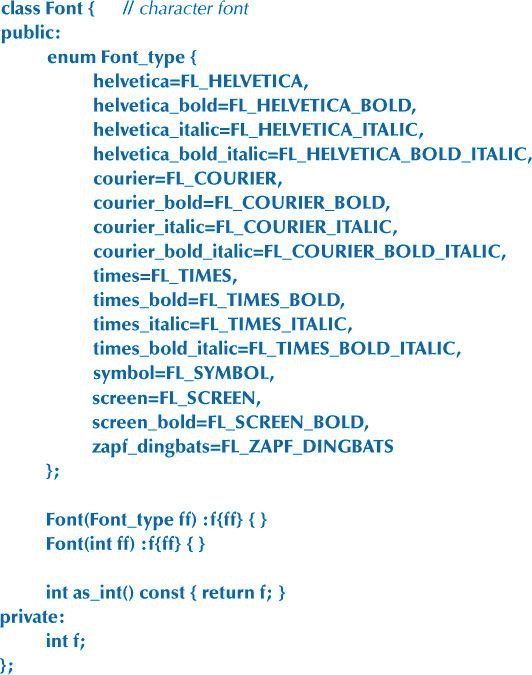 class Font {    // character font
public:
enum Font_type {
helvetica=FL_HELVETICA,
helvetica_bold=FL_HELVETICA_BOLD,
helvetica_italic=FL_HELVETICA_ITALIC,
helvetica_bold_italic=FL_HELVETICA_BOLD_ITALIC,
courier=FL_COURIER,
courier_bold=FL_COURIER_BOLD,
courier_italic=FL_COURIER_ITALIC,
courier_bold_italic=FL_COURIER_BOLD_ITALIC,
times=FL_TIMES,
times_bold=FL_TIMES_BOLD,
times_italic=FL_TIMES_ITALIC,
times_bold_italic=FL_TIMES_BOLD_ITALIC,
symbol=FL_SYMBOL,
screen=FL_SCREEN,
screen_bold=FL_SCREEN_BOLD,
zapf_dingbats=FL_ZAPF_DINGBATS
};
Font(Font_type ff) :f{ff} { }
Font(int ff) :f{ff} { }
int as_int() const { return f; }
private:
int f;
};